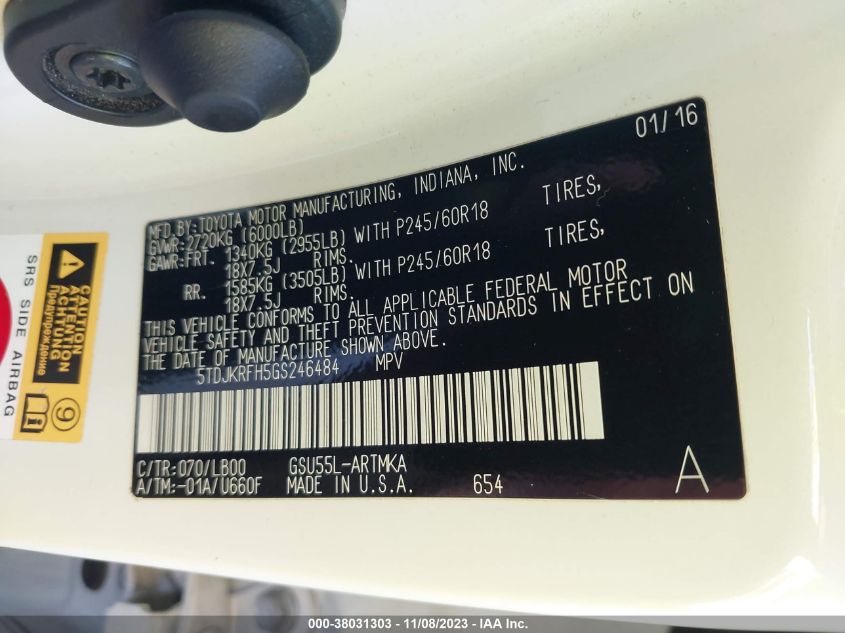 01/16
MFD.BY:TOYOTA MOTOR MANUFACTURING, INDIANA, INC.
GVWR:2720KG (6000LB)
GAWR:FRT. 1340KG (2955LB) WITH P245/60R18 TIRES,
18X7.5J RIMS.
RR. 1585KG (3505LB) WITH P245/60R18 TIRES,
18X7.5J RIMS.
THIS VEHICLE CONFORMS TO ALL APPLICABLE FEDERAL MOTOR
VEHICLE SAFETY AND THEFT PREVENTION STANDARDS IN EFFECT ON
THE DATE OF MANUFACTURE SHOWN ABOVE.
5TDJKRFH5GS246484 MPV
C/TR:070/LB00 GSU55L-ARTMKA
A/TM:-01A/U660F MADE IN U.S.A. 654
A
SRS SIDE AIRBAG
CAUTION
ATTENTION
ACHTUNG
Предупреждение
9
000-38031303 - 11/08/2023 - IAA Inc.